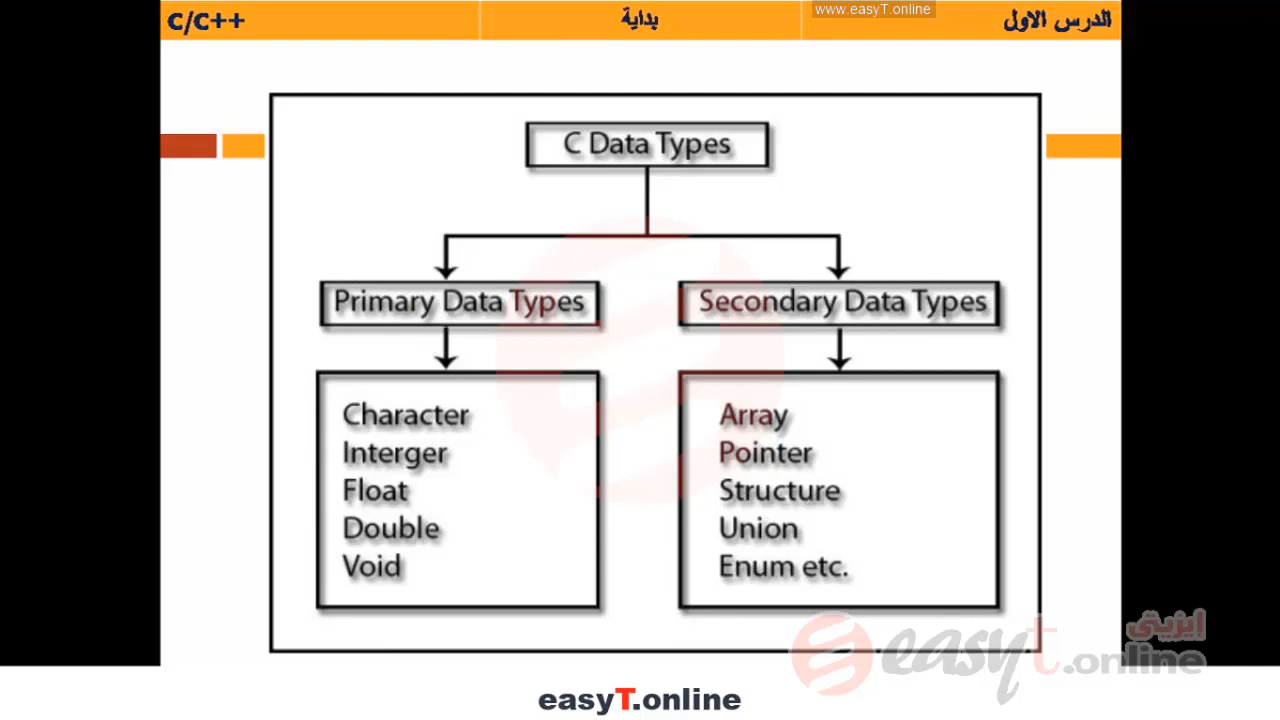 C/C++
بداية
www.easyT.online
الدرس الاول
C Data Types
Primary Data Types
Secondary Data Types
Character
Interger
Float
Double
Void
Array
Pointer
Structure
Union
Enum etc.
ايزيتي
easyt.online
easyT.online